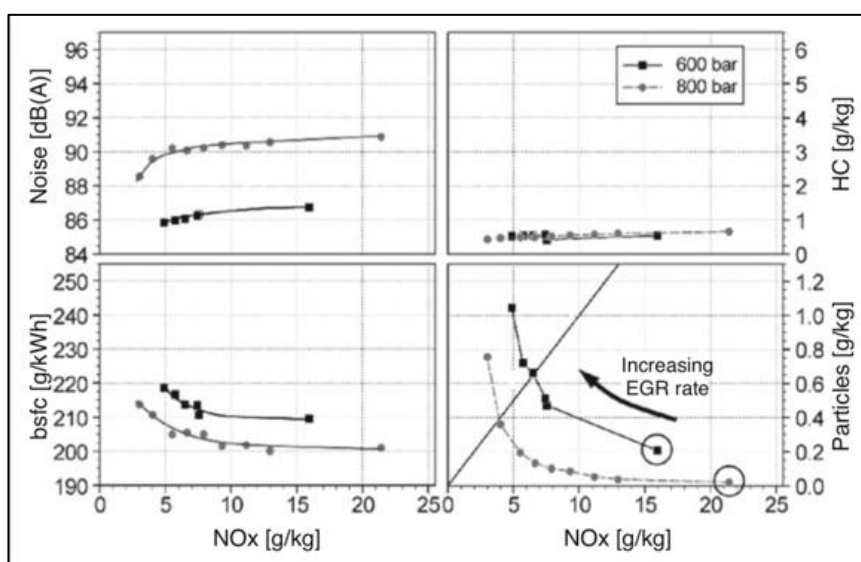 Noise [dB(A)]
96
94
90
88
86
84
600 bar
800 bar
6
5
4
3
2
1
0
HC [g/kg]
bsfc [g/kWh]
250
240
230
220
210
200
190
Increasing
EGR rate
1.2
1.0
0.8
0.6
0.4
0.2
0.0
Particles [g/kg]
0 5 10 15 20 25
0 5 10 15 20 25
NOx [g/kg]
NOx [g/kg]